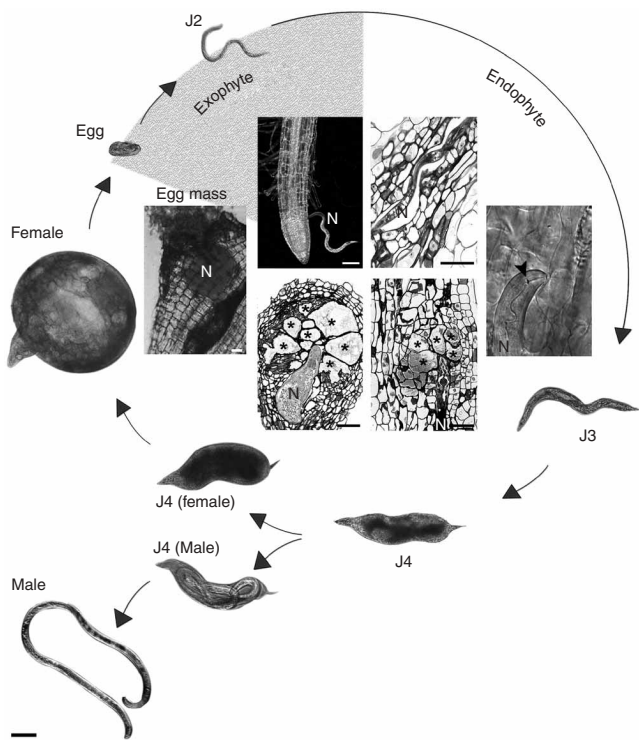 J2
Exophyte
Endophyte
Egg
Egg mass
Female
N
N
N
N
N
N
* * * * * * *
* * * *
J3
J4 (female)
J4
J4 (Male)
Male